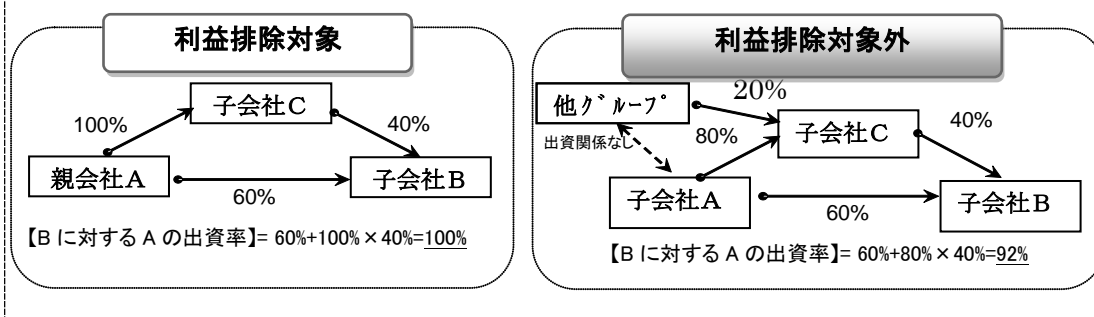 利益排除対象
子会社C
100%
40%
親会社A
60%
子会社B
【B に対する A の出資率】= 60%+100%×40%=100%
利益排除対象外
他ｸﾞﾙｰﾌﾟ
20%
出資関係なし
80%
子会社C
40%
子会社A
60%
子会社B
【B に対する A の出資率】= 60%+80%×40%=92%